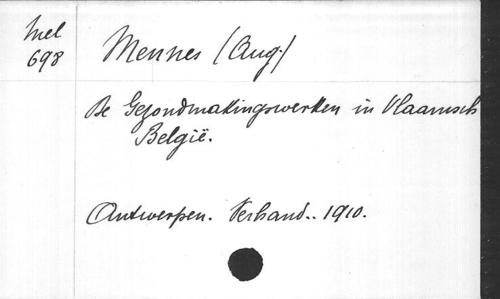 Mel
698
Mennes (Aug.)
De Gezondmakingswerken in Vlaamsch
België.
Antwerpen. Verhand.. 1910.